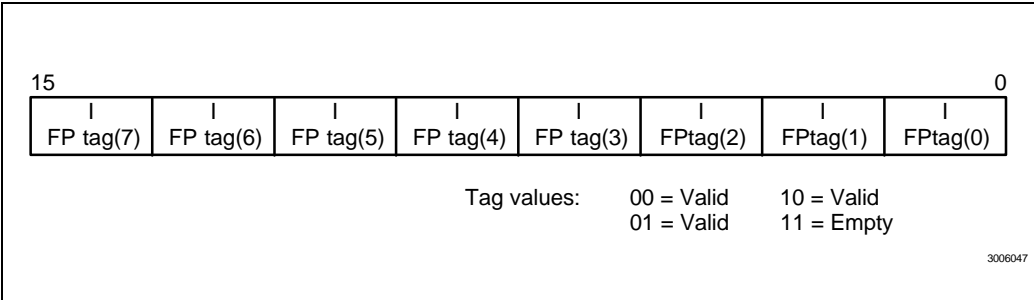 15 0
FP tag(7) FP tag(6) FP tag(5) FP tag(4) FP tag(3) FPtag(2) FPtag(1) FPtag(0)
Tag values: 00 = Valid 10 = Valid
01 = Valid 11 = Empty
3006047